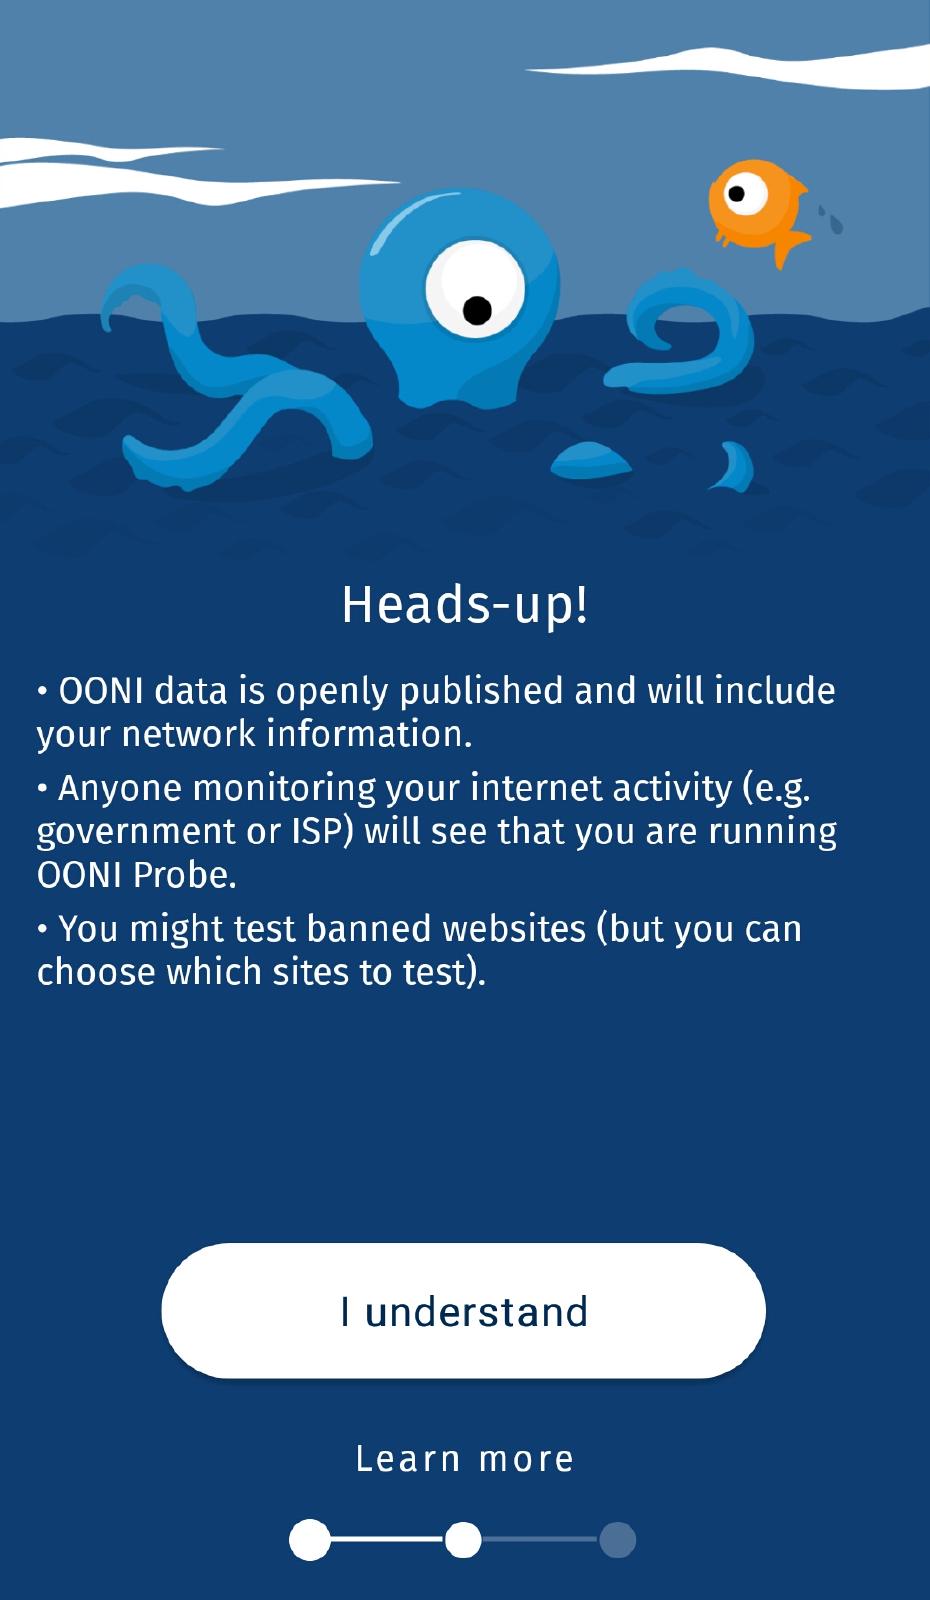 Heads-up!
• OONI data is openly published and will include
your network information.
• Anyone monitoring your internet activity (e.g.
government or ISP) will see that you are running
OONI Probe.
• You might test banned websites (but you can
choose which sites to test).
I understand
Learn more